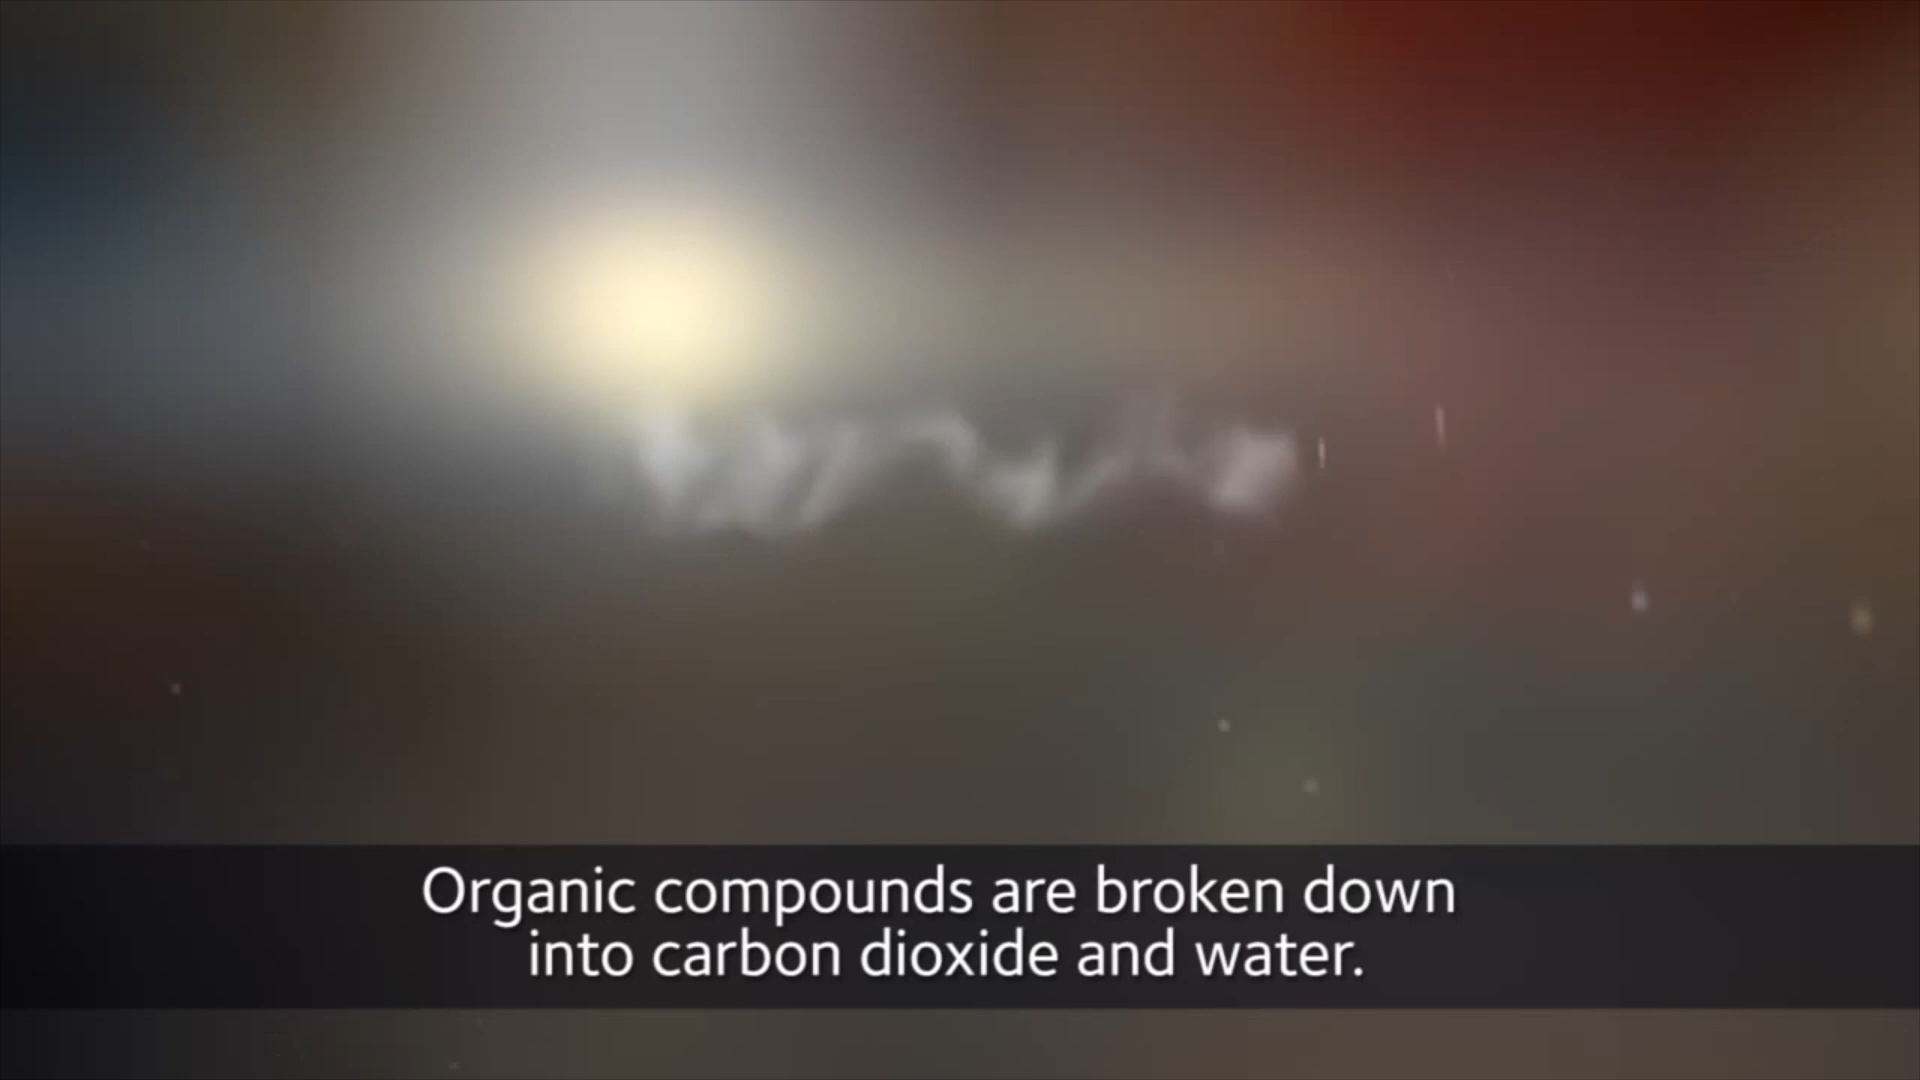 Organic compounds are broken down
into carbon dioxide and water.